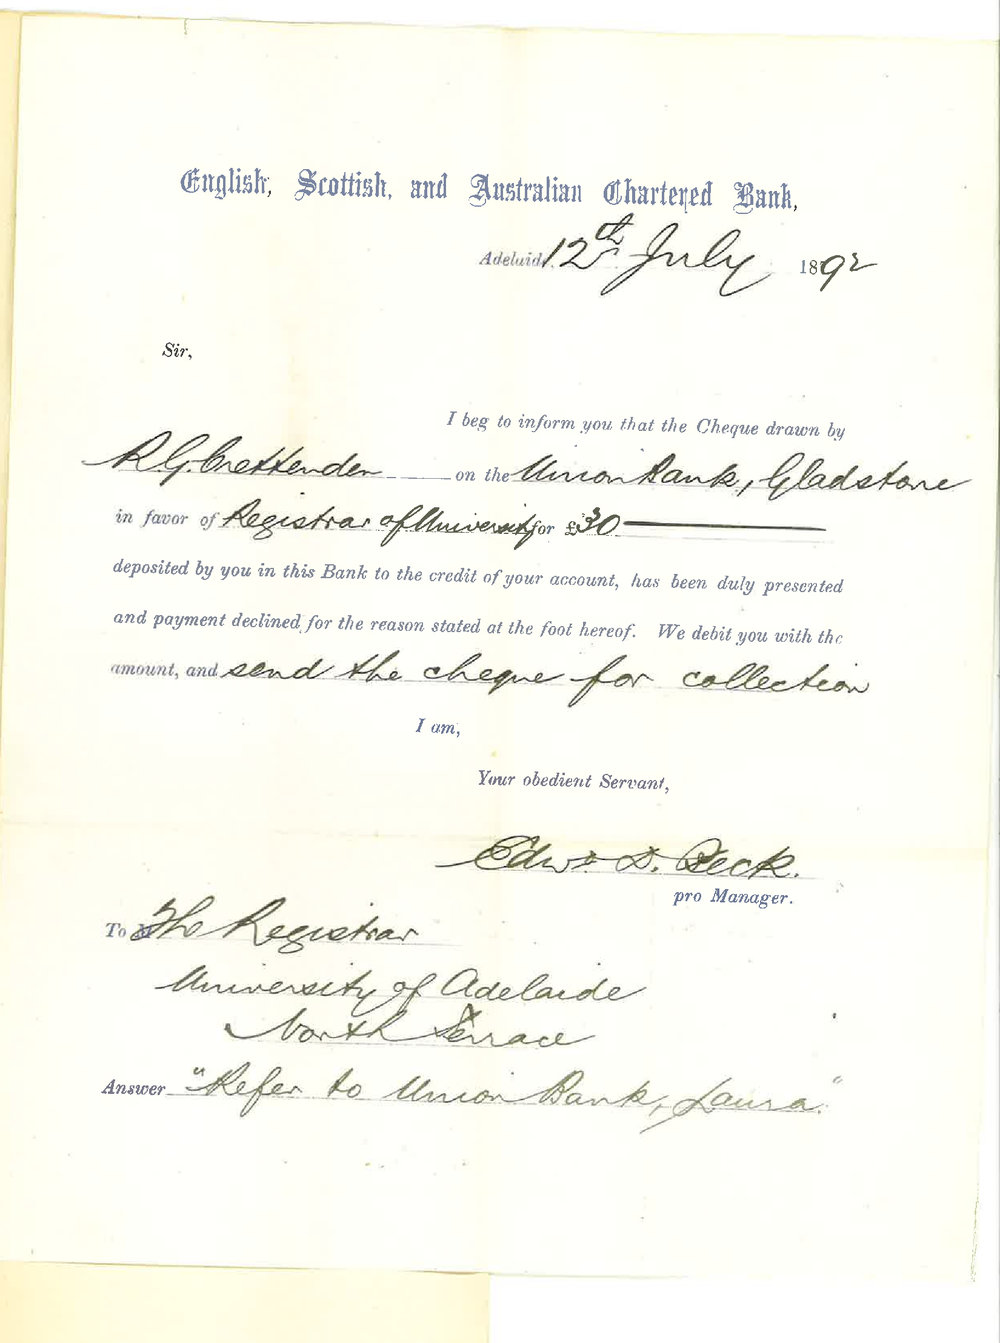 English, Scottish, and Australian Chartered Bank,
Adelaide 12th July 1892
Sir,
I beg to inform you that the Cheque drawn by
R. G. Crettenden on the Union Bank, Gladstone
in favor of Registrar of University for £30
deposited by you in this Bank to the credit of your account, has been duly presented
and payment declined, for the reason stated at the foot hereof. We debit you with the
amount, and send the cheque for collection
I am,
Your obedient Servant,
Edwd D. Beck.
pro Manager.
To The Registrar
University of Adelaide
North Terrace
Answer "Refer to Union Bank, Laura."